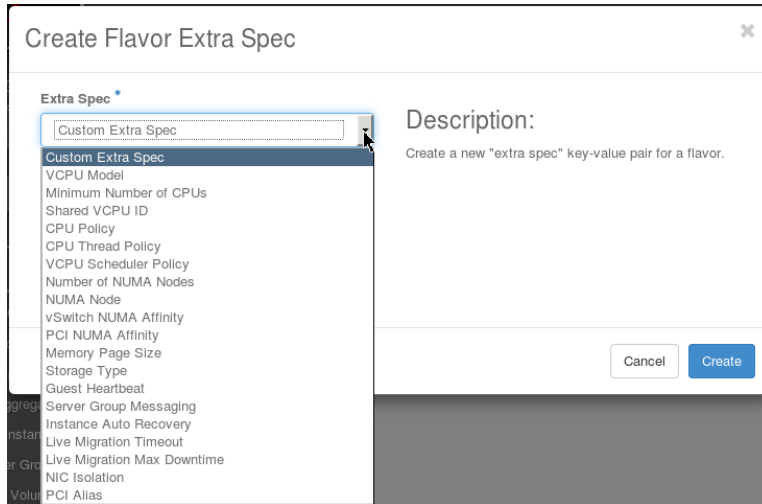 Create Flavor Extra Spec
×
Extra Spec *
Custom Extra Spec
Custom Extra Spec
VCPU Model
Minimum Number of CPUs
Shared VCPU ID
CPU Policy
CPU Thread Policy
VCPU Scheduler Policy
Number of NUMA Nodes
NUMA Node
vSwitch NUMA Affinity
PCI NUMA Affinity
Memory Page Size
Storage Type
Guest Heartbeat
Server Group Messaging
Instance Auto Recovery
Live Migration Timeout
Live Migration Max Downtime
NIC Isolation
PCI Alias
Description:
Create a new "extra spec" key-value pair for a flavor.
Cancel
Create